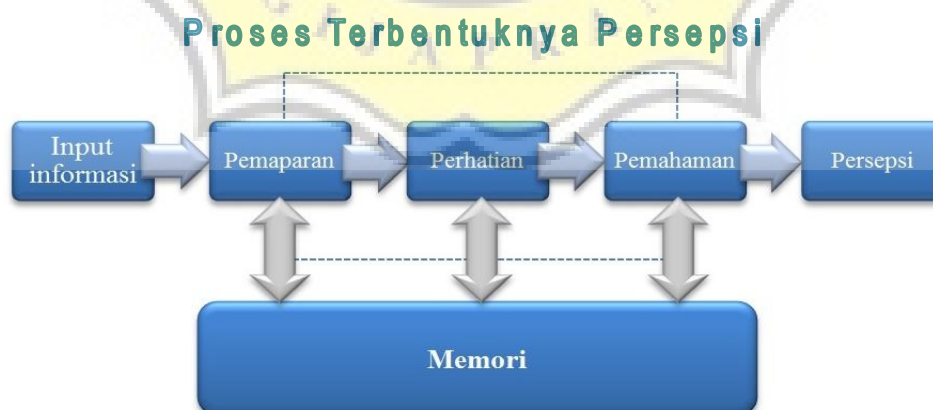 Proses Terbentuknya Persepsi
Input
informasi
Pemaparan
Perhatian
Pemahaman
Persepsi
Memori